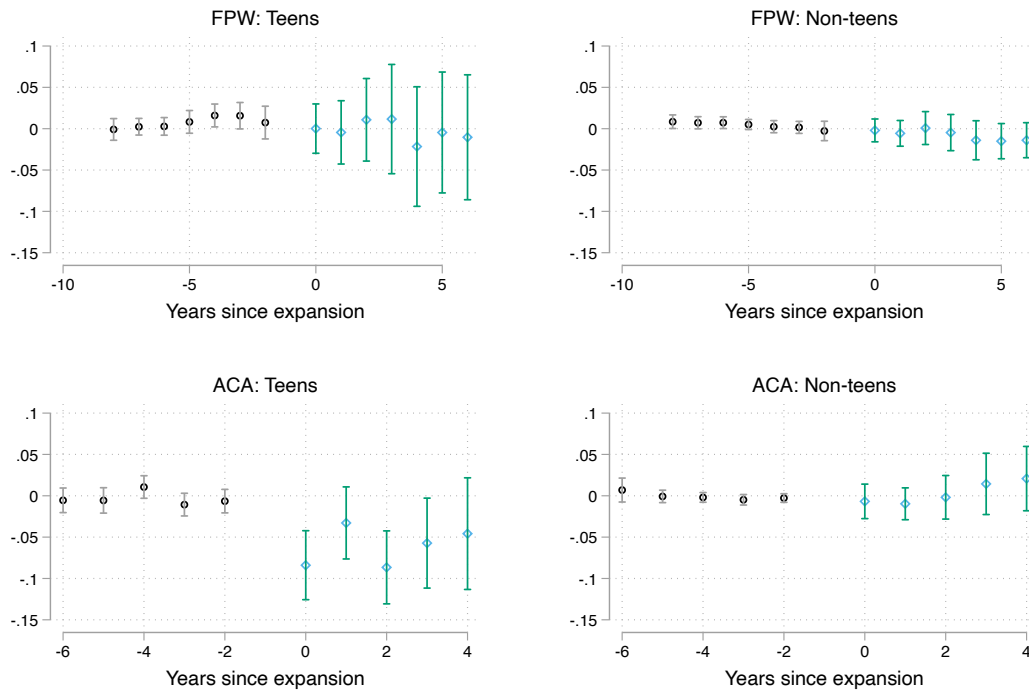 FPW: Teens
.1
.05
0
-.05
-.1
-.15
-10 -5 0 5
Years since expansion
FPW: Non-teens
.1
.05
0
-.05
-.1
-.15
-10 -5 0 5
Years since expansion
ACA: Teens
.1
.05
0
-.05
-.1
-.15
-6 -4 -2 0 2 4
Years since expansion
ACA: Non-teens
.1
.05
0
-.05
-.1
-.15
-6 -4 -2 0 2 4
Years since expansion